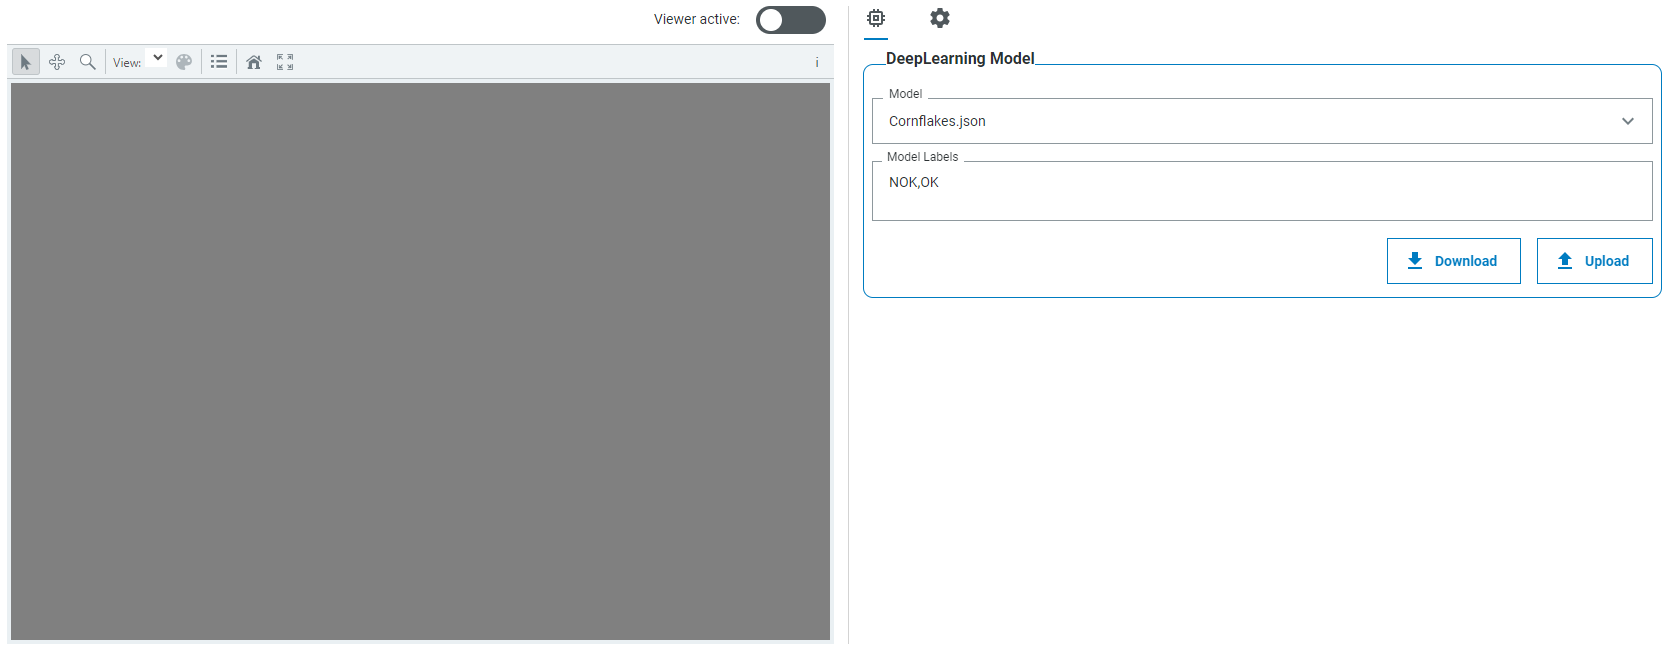 Viewer active:
View:
i
DeepLearning Model
Model
Cornflakes.json
Model Labels
NOK,OK
Download
Upload